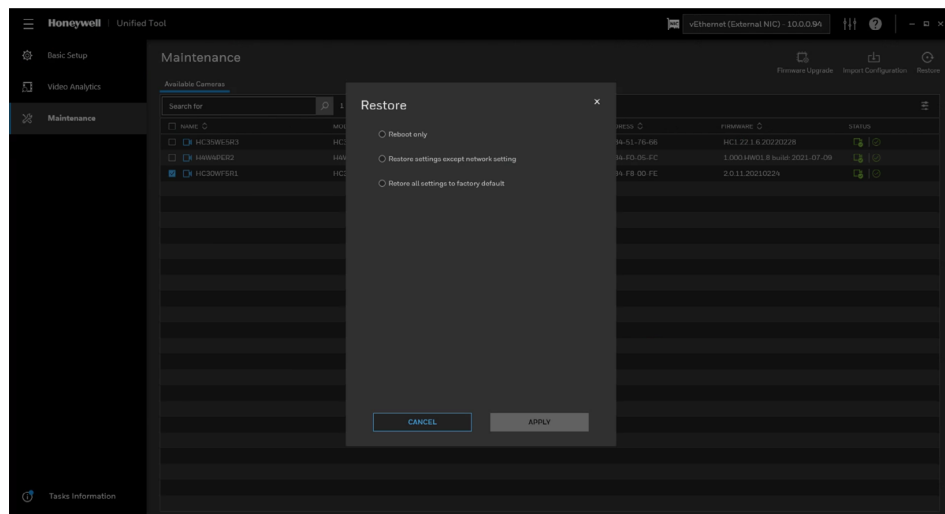 Honeywell | Unified Tool
NIC vEthernet (External NIC) - 10.0.0.94
Basic Setup
Video Analytics
Maintenance
Tasks Information
Maintenance
Firmware Upgrade Import Configuration Restore
Available Cameras
Search for
NAME FIRMWARE STATUS
HC35WE5R3 HC1.22.1.6.20220228
H4W4PER2 1.000.HW01.8 build: 2021-07-09
HC30WF5R1 2.0.11.20210224
Restore
Reboot only
Restore settings except network setting
Retore all settings to factory default
CANCEL APPLY